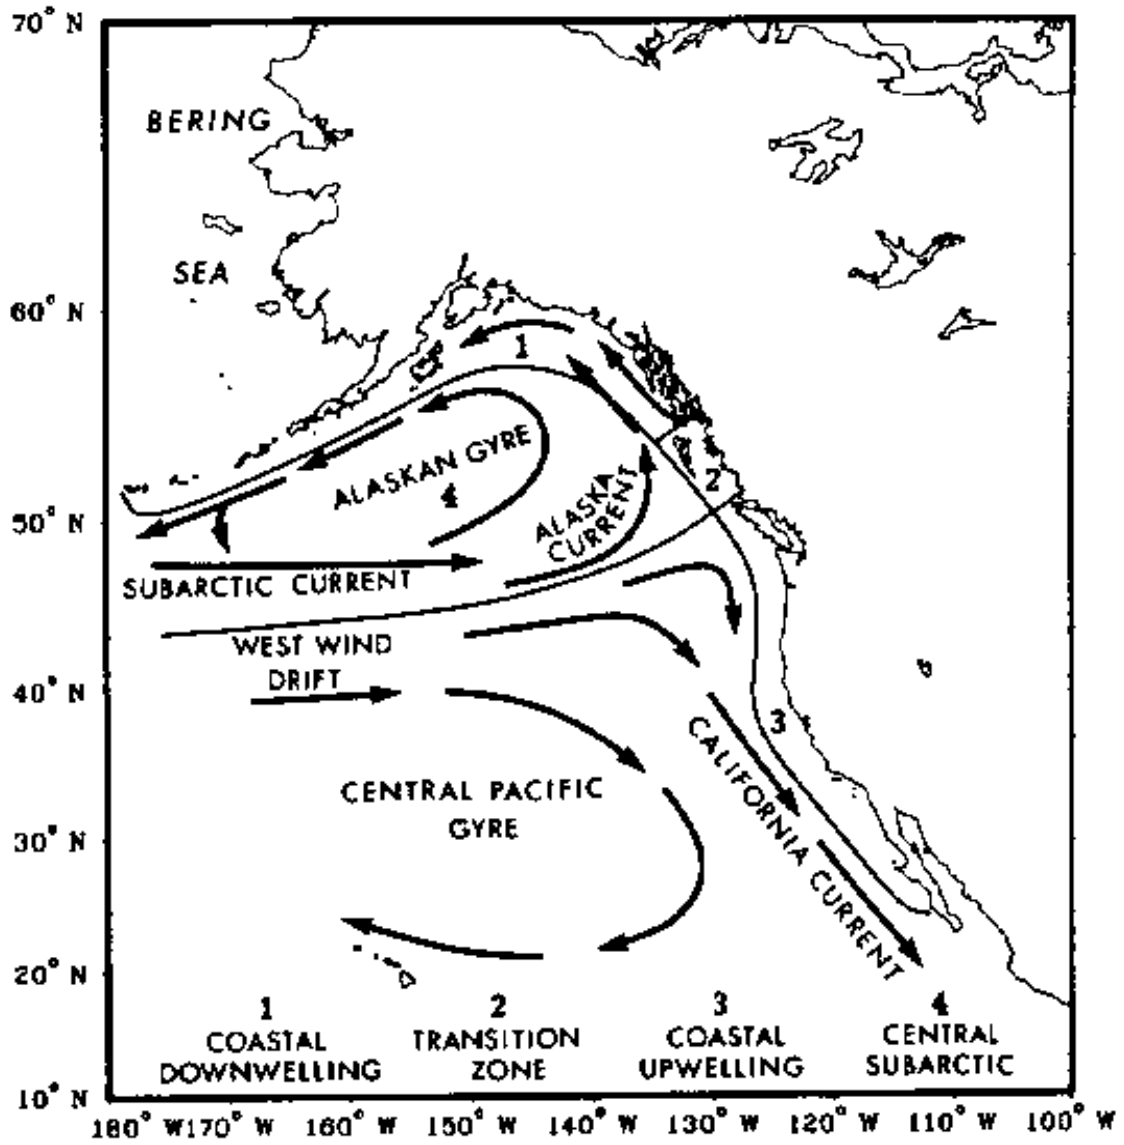 70° N
BERING
SEA
60° N
1
ALASKAN GYRE
4
ALASKA
CURRENT
2
50° N
SUBARCTIC CURRENT
WEST WIND
DRIFT
40° N
3
CALIFORNIA CURRENT
CENTRAL PACIFIC
GYRE
30° N
20° N
1
COASTAL
DOWNWELLING
2
TRANSITION
ZONE
3
COASTAL
UPWELLING
4
CENTRAL
SUBARCTIC
10° N
180° W 170° W 160° W 150° W 140° W 130° W 120° W 110° W 100° W